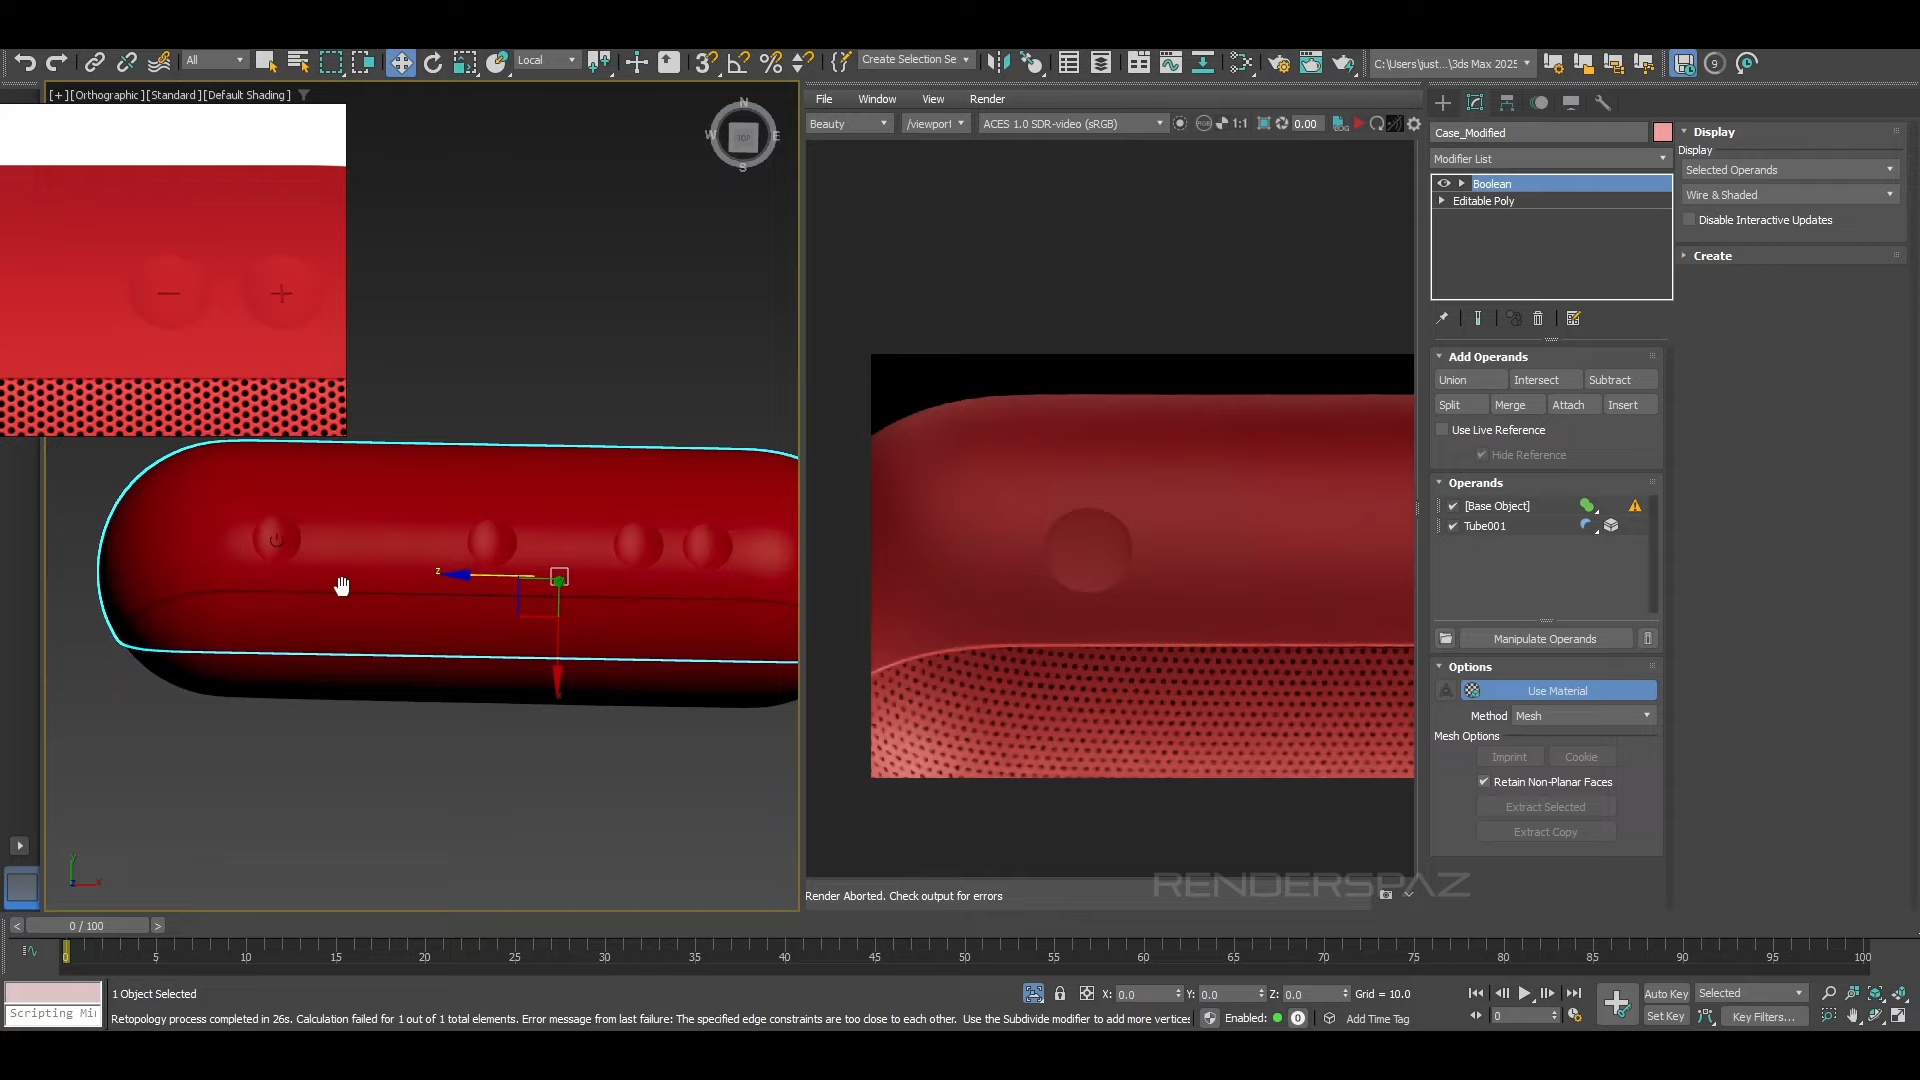 All
Local
Create Selection Se
C:\Users\just...\3ds Max 2025
9
[+][Orthographic][Standard][Default Shading]
N
W
E
S
TOP
File
Window
View
Render
Beauty
/viewport
ACES 1.0 SDR-video (sRGB)
1:1
0.00
Case_Modified
Modifier List
Boolean
Editable Poly
Display
Display
Selected Operands
Wire & Shaded
Disable Interactive Updates
Create
Add Operands
Union
Intersect
Subtract
Split
Merge
Attach
Insert
Use Live Reference
Hide Reference
Operands
[Base Object]
Tube001
Manipulate Operands
Options
Use Material
Method
Mesh
Mesh Options
Imprint
Cookie
Retain Non-Planar Faces
Extract Selected
Extract Copy
z
y
z
x
RENDERSPAZ
Render Aborted. Check output for errors
< 0 / 100 >
0 5 10 15 20 25 30 35 40 45 50 55 60 65 70 75 80 85 90 95 100
1 Object Selected
X: 0.0
Y: 0.0
Z: 0.0
Grid = 10.0
Auto Key
Selected
Scripting Mi
Retopology process completed in 26s. Calculation failed for 1 out of 1 total elements. Error message from last failure: The specified edge constraints are too close to each other. Use the Subdivide modifier to add more vertices
Enabled:
0
Add Time Tag
0
Set Key
Key Filters...